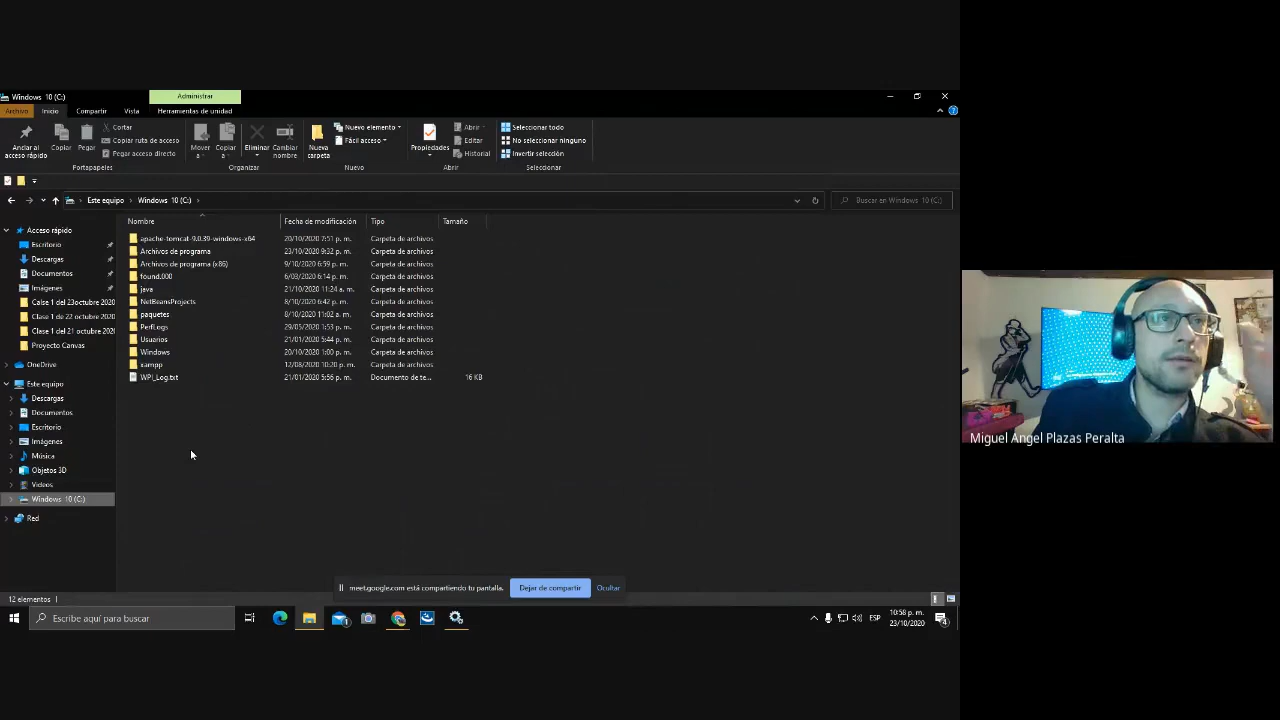 Windows 10 (C:)
Administrar
Archivo Inicio Compartir Vista Herramientas de unidad
Anclar al acceso rápido
Copiar
Pegar
Cortar
Copiar ruta de acceso
Pegar acceso directo
Mover a
Copiar a
Eliminar
Cambiar nombre
Nueva carpeta
Nuevo elemento
Fácil acceso
Propiedades
Abrir
Editar
Historial
Seleccionar todo
No seleccionar ninguno
Invertir selección
Portapapeles Organizar Nuevo Abrir Seleccionar
Este equipo > Windows 10 (C:) >
Buscar en Windows 10 (C:)
Acceso rápido
Escritorio
Descargas
Documentos
Imágenes
Calse 1 del 23octubre 2020
Clase 1 de 22 octubre 2020
Clase 1 del 21 octubre 202
Proyecto Canvas
OneDrive
Este equipo
Descargas
Documentos
Escritorio
Imágenes
Música
Objetos 3D
Videos
Windows 10 (C:)
Red
Nombre Fecha de modificación Tipo Tamaño
apache-tomcat-9.0.39-windows-x64 20/10/2020 7:51 p. m. Carpeta de archivos
Archivos de programa 23/10/2020 9:32 p. m. Carpeta de archivos
Archivos de programa (x86) 9/10/2020 6:59 p. m. Carpeta de archivos
found.000 6/03/2020 6:14 p. m. Carpeta de archivos
java 21/10/2020 11:24 a. m. Carpeta de archivos
NetBeansProjects 8/10/2020 6:42 p. m. Carpeta de archivos
paquetes 8/10/2020 11:02 a. m. Carpeta de archivos
PerfLogs 29/05/2020 1:53 p. m. Carpeta de archivos
Usuarios 21/01/2020 5:44 p. m. Carpeta de archivos
Windows 20/10/2020 1:00 p. m. Carpeta de archivos
xampp 12/08/2020 10:20 p. m. Carpeta de archivos
WPI_Log.txt 21/01/2020 5:56 p. m. Documento de te... 16 KB
meet.google.com está compartiendo tu pantalla. Dejar de compartir Ocultar
12 elementos
Escribe aquí para buscar
ESP
10:58 p. m.
23/10/2020
4
Miguel Angel Plazas Peralta